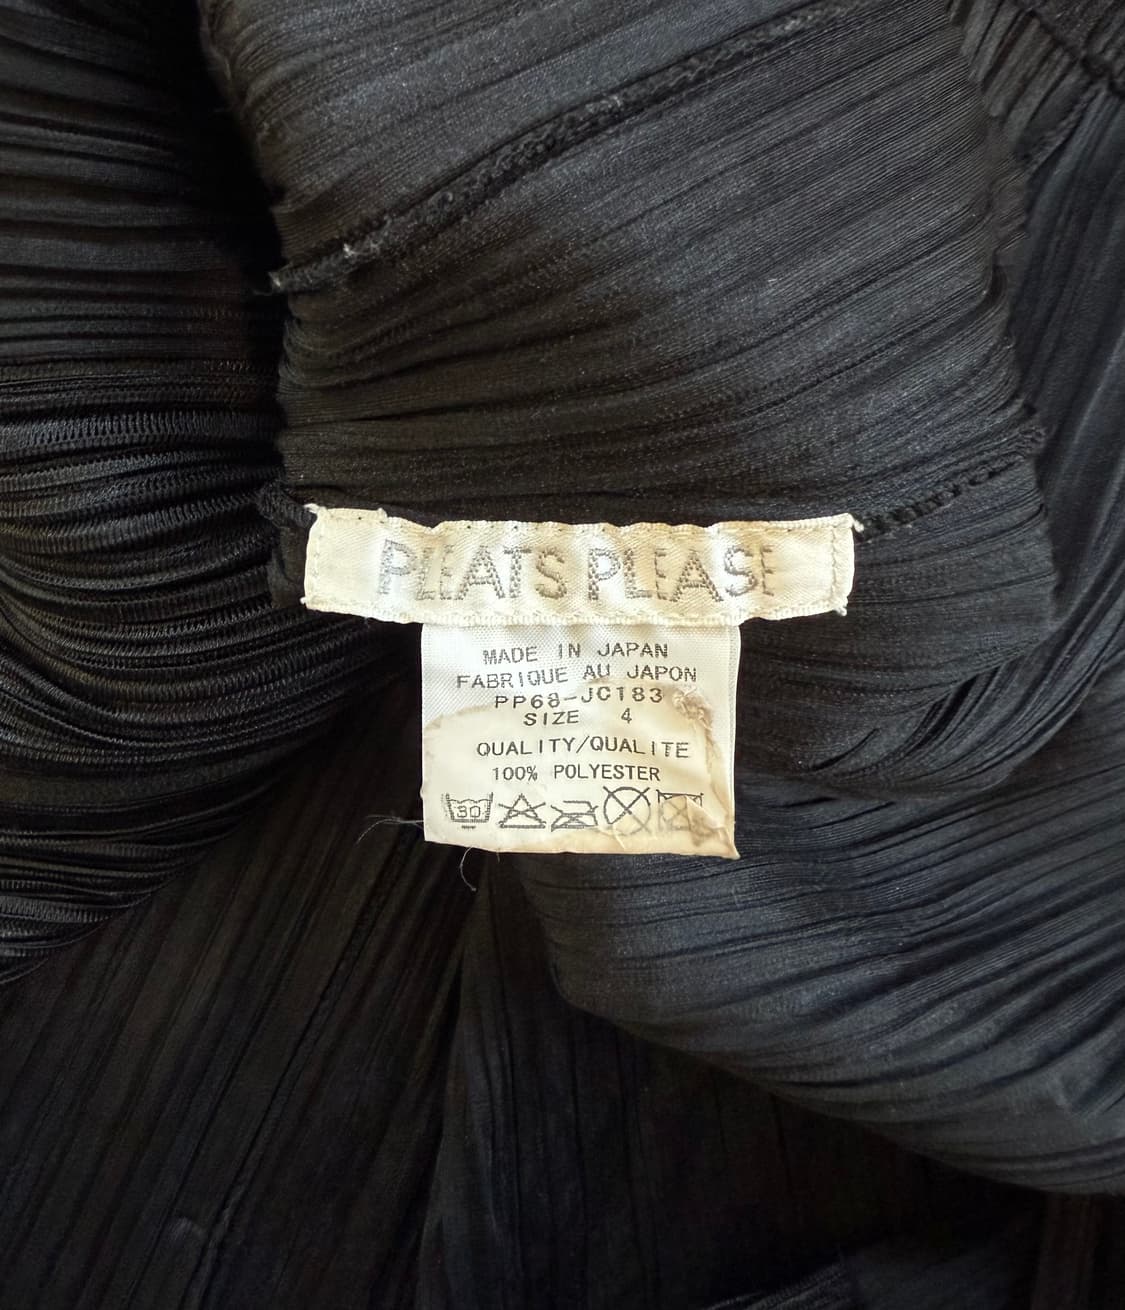 PLEATS PLEASE
MADE IN JAPAN
FABRIQUE AU JAPON
PP68-JC183
SIZE 4
QUALITY/QUALITE
100% POLYESTER
30